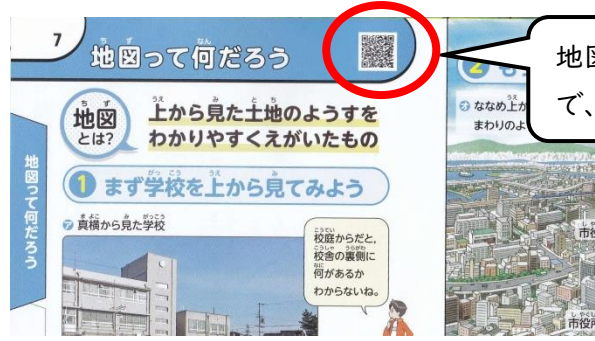 7
地図って何だろう
地図
とは?
上から見た土地のようすを
わかりやすくえがいたもの
地図って何だろう
1 まず学校を上から見てみよう
ア 真横から見た学校
校庭からだと,
校舎の裏側に
何があるか
わからないね。
地図
で、
2
ななめ上か
まわりのよ
市役所